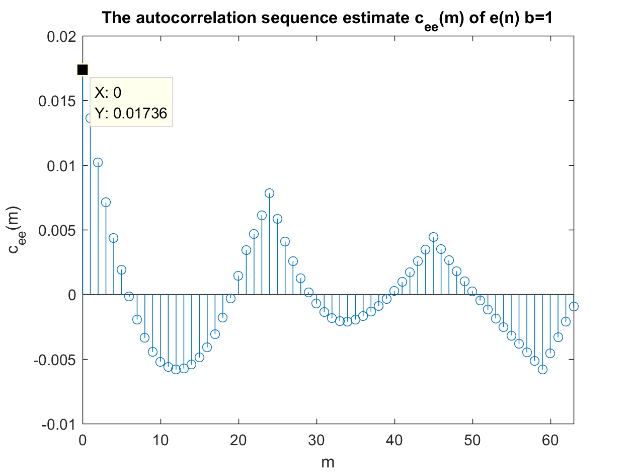 The autocorrelation sequence estimate c_ee(m) of e(n) b=1
0.02
0.015
0.01
0.005
0
-0.005
-0.01
c_ee(m)
X: 0
Y: 0.01736
0 10 20 30 40 50 60
m